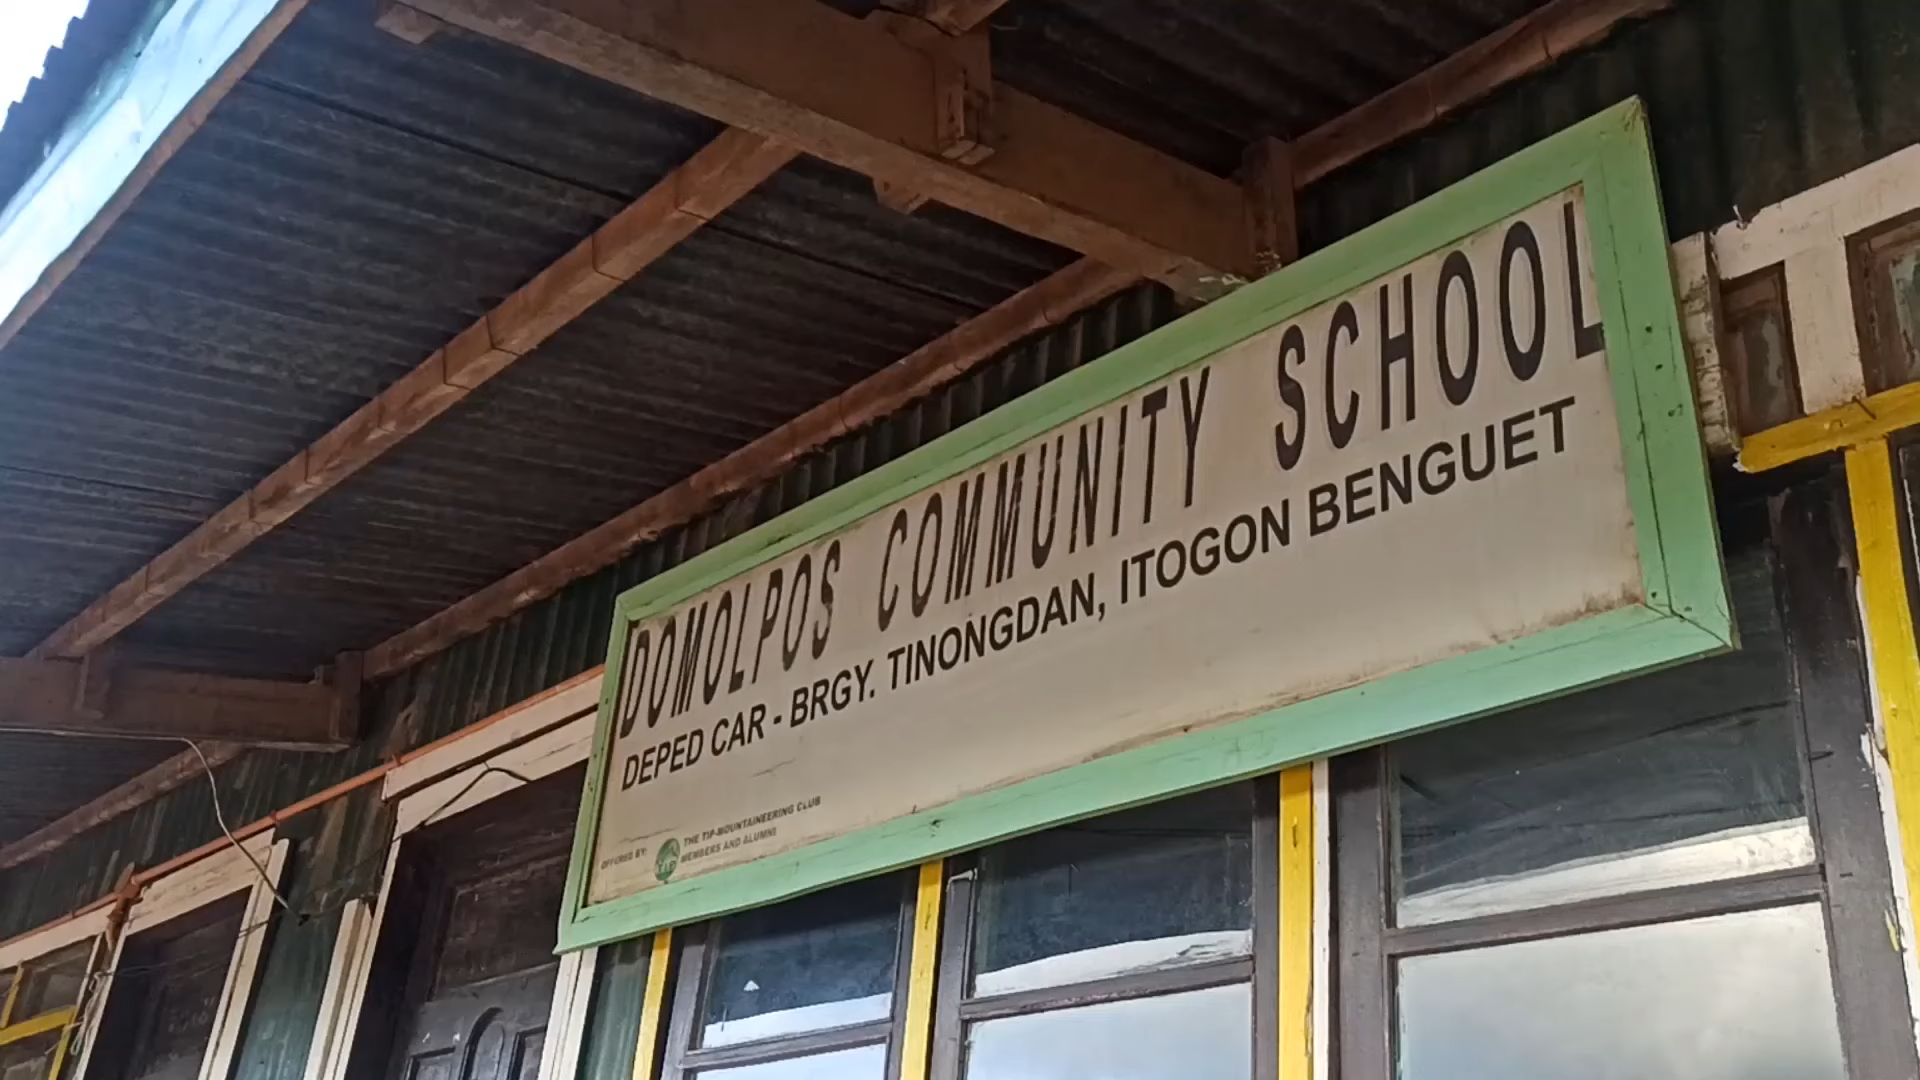 DOMOLPOS COMMUNITY SCHOOL
DEPED CAR - BRGY. TINONGDAN, ITOGON BENGUET
OFFERED BY:
THE TIP-MOUNTAINEERING CLUB
MEMBERS AND ALUMNI